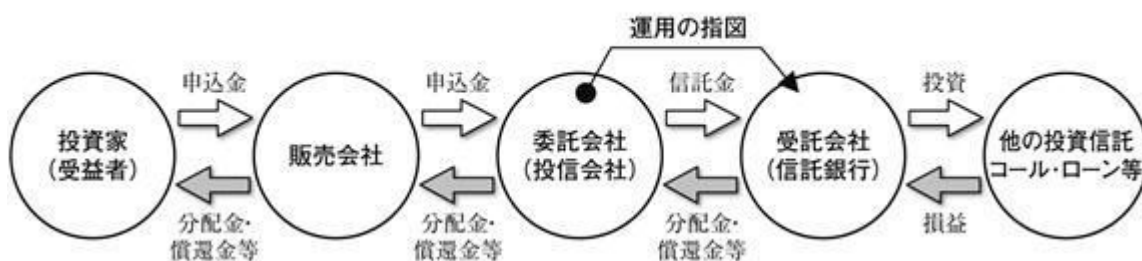 運用の指図
申込金
申込金
信託金
投資
投資家
(受益者)
販売会社
委託会社
(投信会社)
受託会社
(信託銀行)
他の投資信託
コール・ローン等
分配金・
償還金等
分配金・
償還金等
分配金・
償還金等
損益